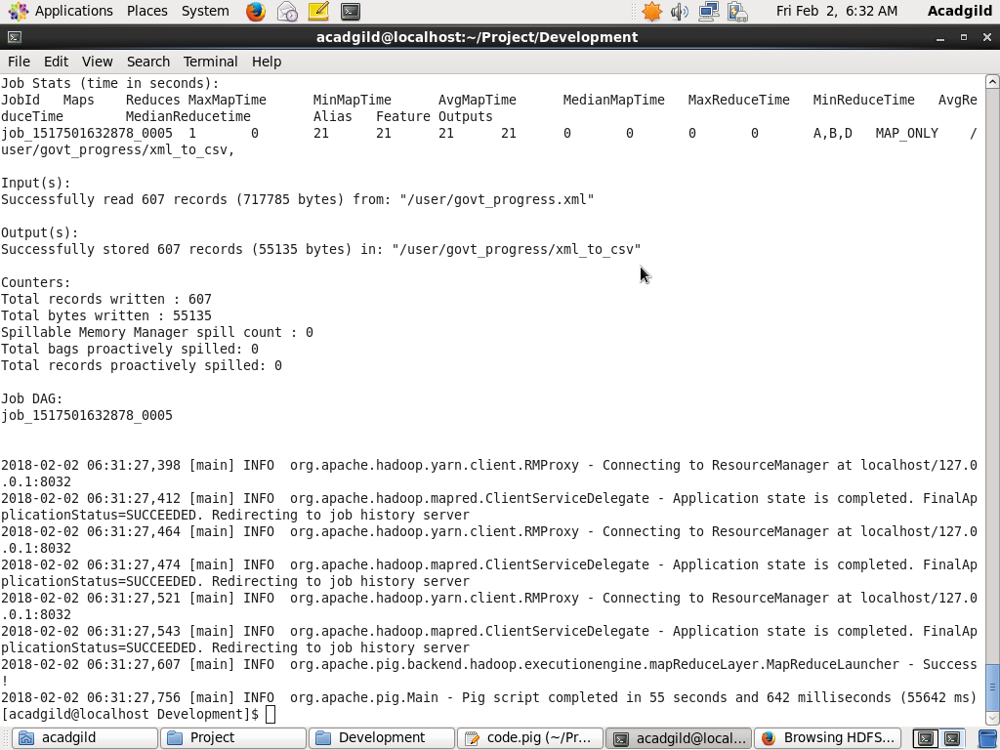 Applications Places System Fri Feb 2, 6:32 AM Acadgild
acadgild@localhost:~/Project/Development
File Edit View Search Terminal Help
Job Stats (time in seconds):
JobId Maps Reduces MaxMapTime MinMapTime AvgMapTime MedianMapTime MaxReduceTime MinReduceTime AvgRe
duceTime MedianReducetime Alias Feature Outputs
job_1517501632878_0005 1 0 21 21 21 21 0 0 0 0 A,B,D MAP_ONLY /
user/govt_progress/xml_to_csv,
Input(s):
Successfully read 607 records (717785 bytes) from: "/user/govt_progress.xml"
Output(s):
Successfully stored 607 records (55135 bytes) in: "/user/govt_progress/xml_to_csv"
Counters:
Total records written : 607
Total bytes written : 55135
Spillable Memory Manager spill count : 0
Total bags proactively spilled: 0
Total records proactively spilled: 0
Job DAG:
job_1517501632878_0005
2018-02-02 06:31:27,398 [main] INFO org.apache.hadoop.yarn.client.RMProxy - Connecting to ResourceManager at localhost/127.0
.0.1:8032
2018-02-02 06:31:27,412 [main] INFO org.apache.hadoop.mapred.ClientServiceDelegate - Application state is completed. FinalAp
plicationStatus=SUCCEEDED. Redirecting to job history server
2018-02-02 06:31:27,464 [main] INFO org.apache.hadoop.yarn.client.RMProxy - Connecting to ResourceManager at localhost/127.0
.0.1:8032
2018-02-02 06:31:27,474 [main] INFO org.apache.hadoop.mapred.ClientServiceDelegate - Application state is completed. FinalAp
plicationStatus=SUCCEEDED. Redirecting to job history server
2018-02-02 06:31:27,521 [main] INFO org.apache.hadoop.yarn.client.RMProxy - Connecting to ResourceManager at localhost/127.0
.0.1:8032
2018-02-02 06:31:27,543 [main] INFO org.apache.hadoop.mapred.ClientServiceDelegate - Application state is completed. FinalAp
plicationStatus=SUCCEEDED. Redirecting to job history server
2018-02-02 06:31:27,607 [main] INFO org.apache.pig.backend.hadoop.executionengine.mapReduceLayer.MapReduceLauncher - Success
!
2018-02-02 06:31:27,756 [main] INFO org.apache.pig.Main - Pig script completed in 55 seconds and 642 milliseconds (55642 ms)
[acadgild@localhost Development]$
acadgild Project Development code.pig (~/Pr... acadgild@local... Browsing HDFS...